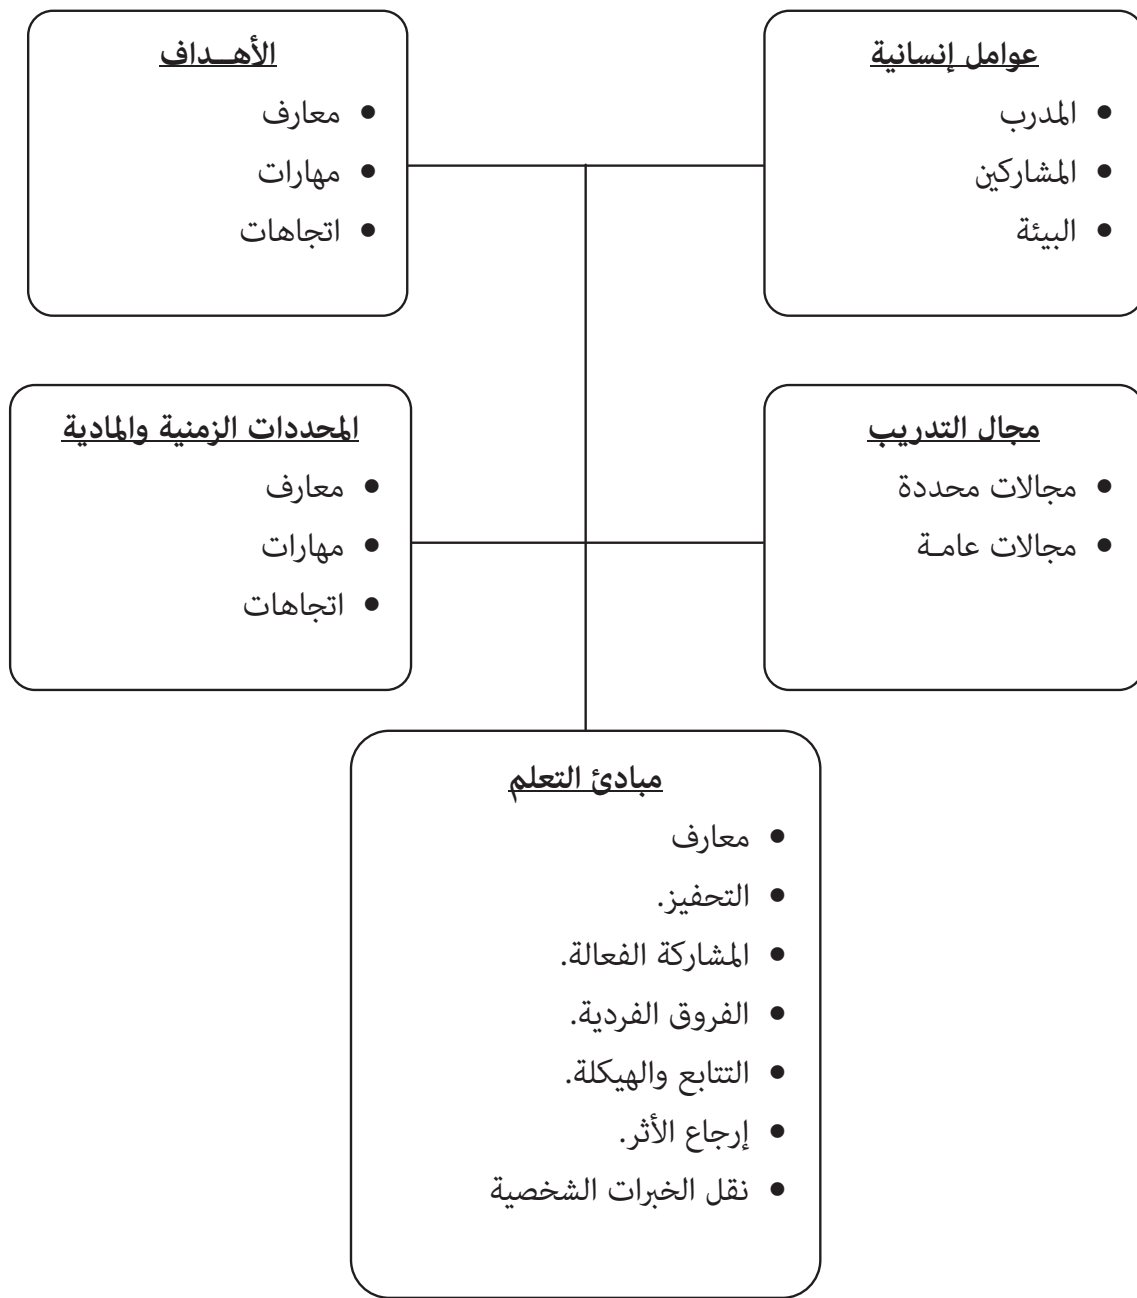 عوامل إنسانية
• المدرب
• المشاركين
• البيئة
الأهــداف
• معارف
• مهارات
• اتجاهات
مجال التدريب
• مجالات محددة
• مجالات عامـة
المحددات الزمنية والمادية
• معارف
• مهارات
• اتجاهات
مبادئ التعلم
• معارف
• التحفيز.
• المشاركة الفعالة.
• الفروق الفردية.
• التتابع والهيكلة.
• إرجاع الأثر.
• نقل الخبرات الشخصية